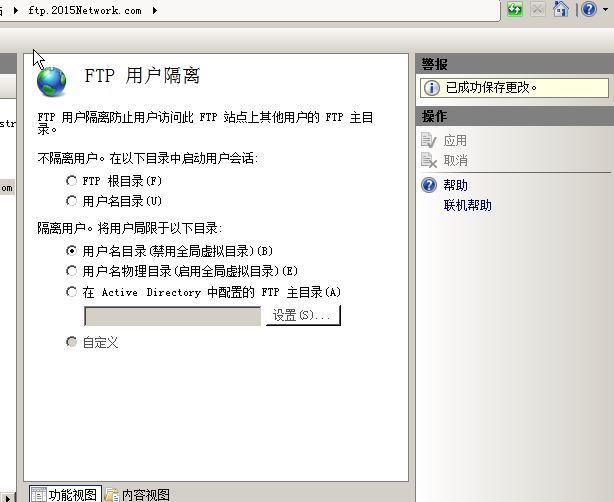 ftp.2015Network.com
FTP 用户隔离
FTP 用户隔离防止用户访问此 FTP 站点上其他用户的 FTP 主目
录。
不隔离用户。在以下目录中启动用户会话:
FTP 根目录(F)
用户名目录(U)
隔离用户。将用户局限于以下目录:
用户名目录(禁用全局虚拟目录)(B)
用户名物理目录(启用全局虚拟目录)(E)
在 Active Directory 中配置的 FTP 主目录(A)
设置(S)...
自定义
功能视图
内容视图
str
om
警报
已成功保存更改。
操作
应用
取消
帮助
联机帮助